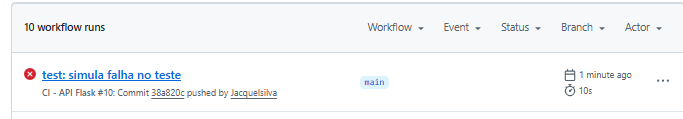 10 workflow runs
Workflow Event Status Branch Actor
test: simula falha no teste
CI - API Flask #10: Commit 38a820c pushed by Jacquelsilva
main
1 minute ago
10s